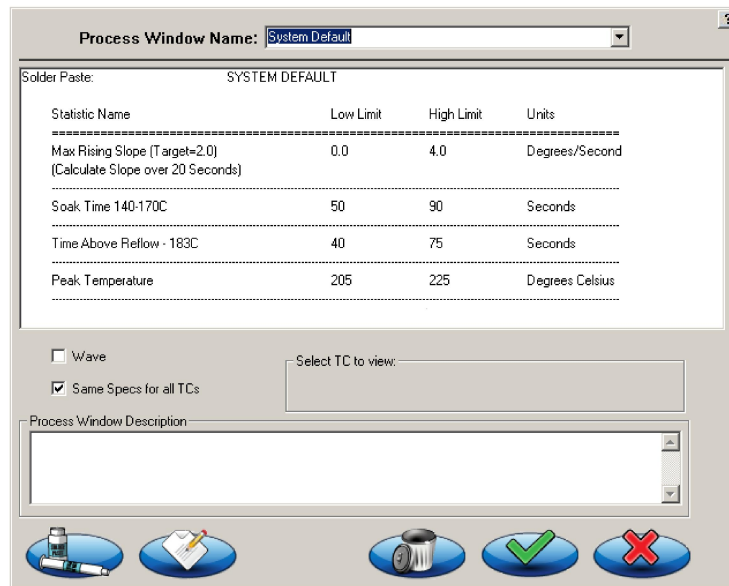 ?
Process Window Name: System Default
Solder Paste: SYSTEM DEFAULT
Statistic Name Low Limit High Limit Units
==========================================================================================
Max Rising Slope (Target=2.0) 0.0 4.0 Degrees/Second
(Calculate Slope over 20 Seconds)
Soak Time 140-170C 50 90 Seconds
Time Above Reflow - 183C 40 75 Seconds
Peak Temperature 205 225 Degrees Celsius
Wave
Select TC to view:
Same Specs for all TCs
Process Window Description